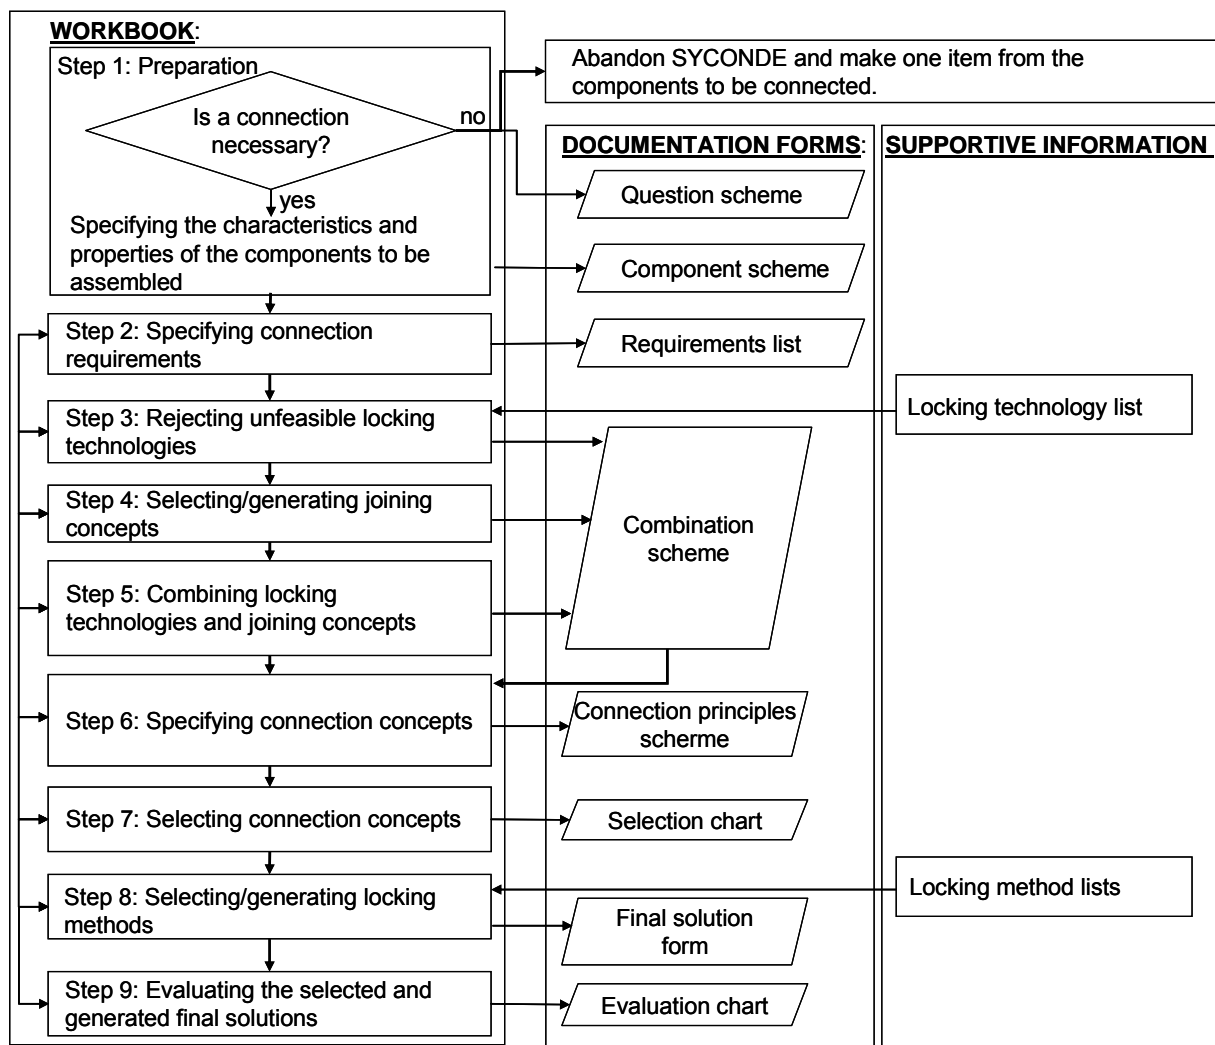 WORKBOOK:
Step 1: Preparation
Is a connection
necessary?
no
yes
Specifying the characteristics and
properties of the components to be
assembled
Step 2: Specifying connection
requirements
Step 3: Rejecting unfeasible locking
technologies
Step 4: Selecting/generating joining
concepts
Step 5: Combining locking
technologies and joining concepts
Step 6: Specifying connection concepts
Step 7: Selecting connection concepts
Step 8: Selecting/generating locking
methods
Step 9: Evaluating the selected and
generated final solutions
Abandon SYCONDE and make one item from the
components to be connected.
DOCUMENTATION FORMS:
Question scheme
Component scheme
Requirements list
Combination
scheme
Connection principles
scherme
Selection chart
Final solution
form
Evaluation chart
SUPPORTIVE INFORMATION
Locking technology list
Locking method lists